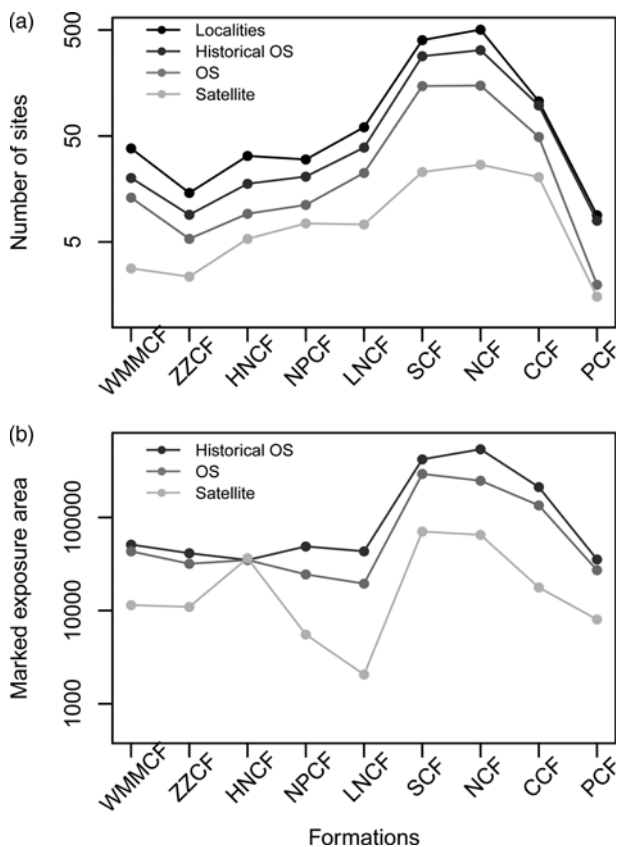 (a)
Number of sites
500
50
5
Localities
Historical OS
OS
Satellite
WMMCF
ZZCF
HNCF
NPCF
LNCF
SCF
NCF
CCF
PCF
(b)
Marked exposure area
100000
10000
1000
Historical OS
OS
Satellite
WMMCF
ZZCF
HNCF
NPCF
LNCF
SCF
NCF
CCF
PCF
Formations